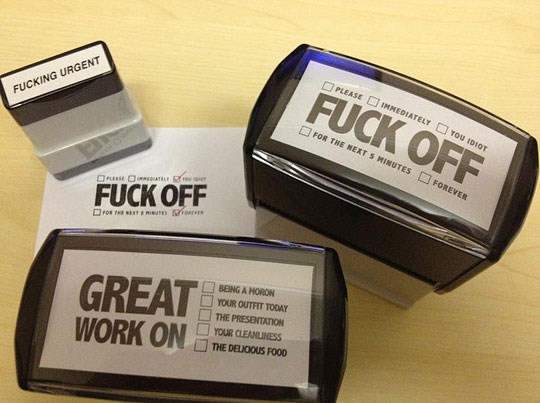 FUCKING URGENT
☐ PLEASE ☐ IMMEDIATELY ☐ YOU IDIOT
FUCK OFF
☐ FOR THE NEXT 5 MINUTES ☐ FOREVER
☐ PLEASE ☐ IMMEDIATELY ☑ YOU IDIOT
FUCK OFF
☐ FOR THE NEXT 5 MINUTES ☑ FOREVER
GREAT
WORK ON
☐ BEING A MORON
☐ YOUR OUTFIT TODAY
☐ THE PRESENTATION
☐ YOUR CLEANLINESS
☐ THE DELICIOUS FOOD